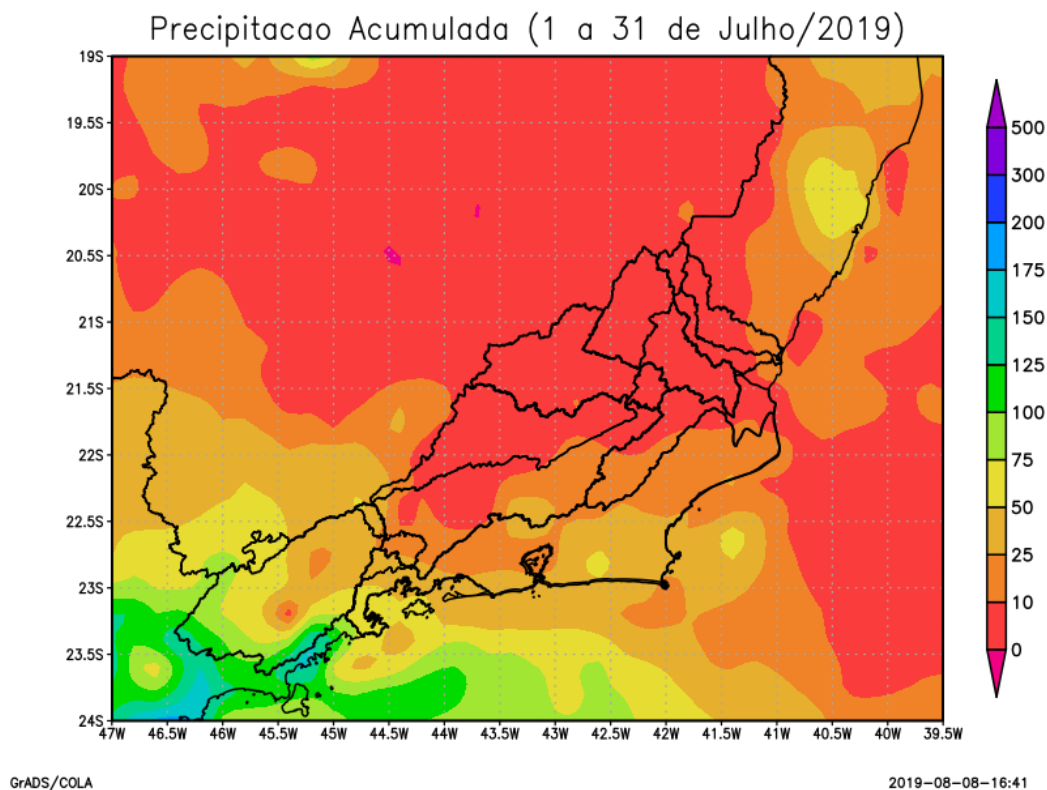 Precipitacao Acumulada (1 a 31 de Julho/2019)
19S
19.5S
20S
20.5S
21S
21.5S
22S
22.5S
23S
23.5S
24S
47W 46.5W 46W 45.5W 45W 44.5W 44W 43.5W 43W 42.5W 42W 41.5W 41W 40.5W 40W 39.5W
500
300
200
175
150
125
100
75
50
25
10
0
GrADS/COLA 2019-08-08-16:41